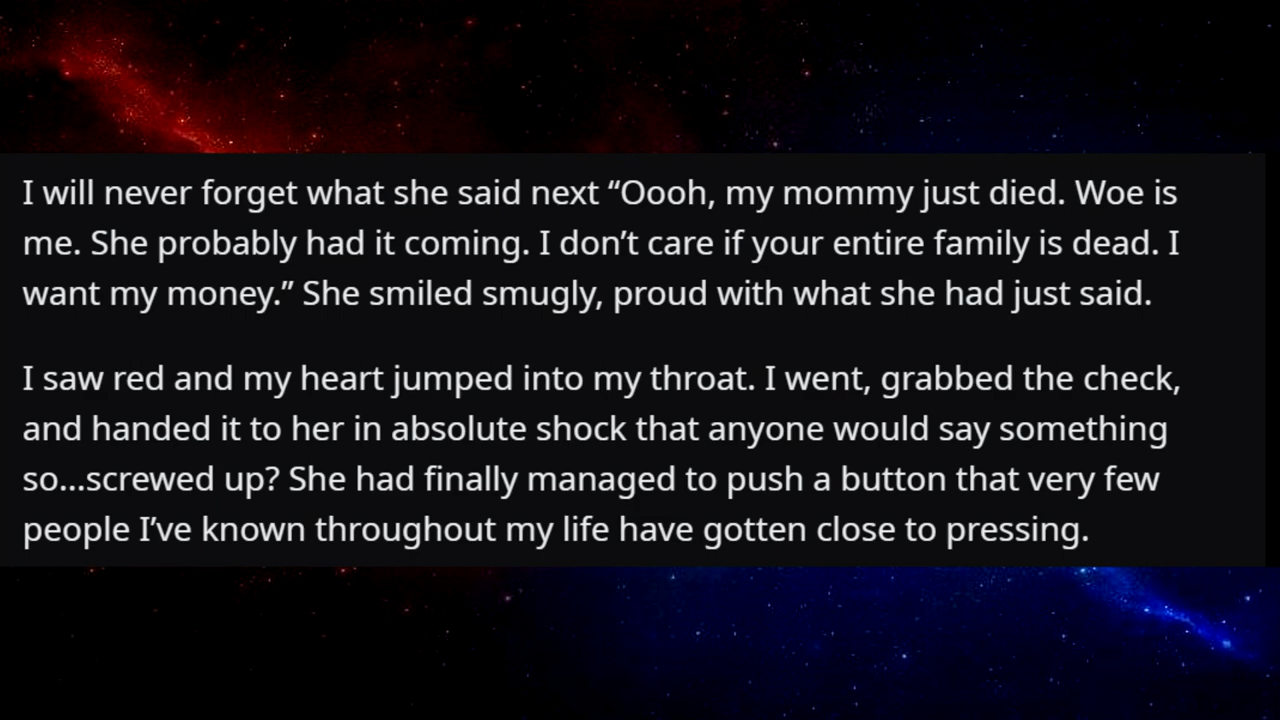 I will never forget what she said next “Oooh, my mommy just died. Woe is
me. She probably had it coming. I don’t care if your entire family is dead. I
want my money.” She smiled smugly, proud with what she had just said.
I saw red and my heart jumped into my throat. I went, grabbed the check,
and handed it to her in absolute shock that anyone would say something
so...screwed up? She had finally managed to push a button that very few
people I’ve known throughout my life have gotten close to pressing.